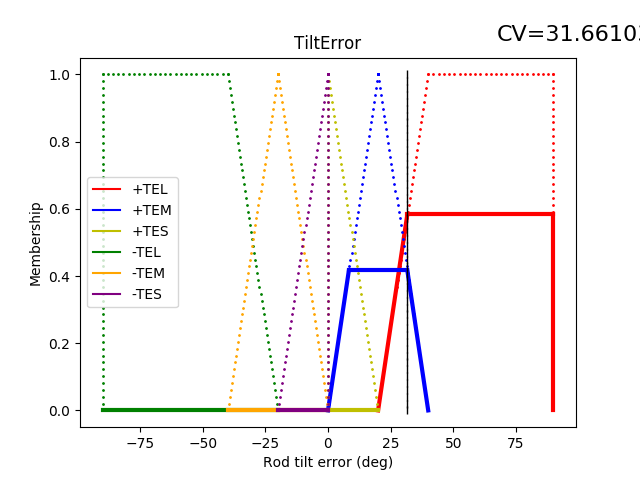 CV=31.66103
TiltError
1.0
0.8
0.6
0.4
0.2
0.0
Membership
+TEL
+TEM
+TES
-TEL
-TEM
-TES
−75
−50
−25
0
25
50
75
Rod tilt error (deg)